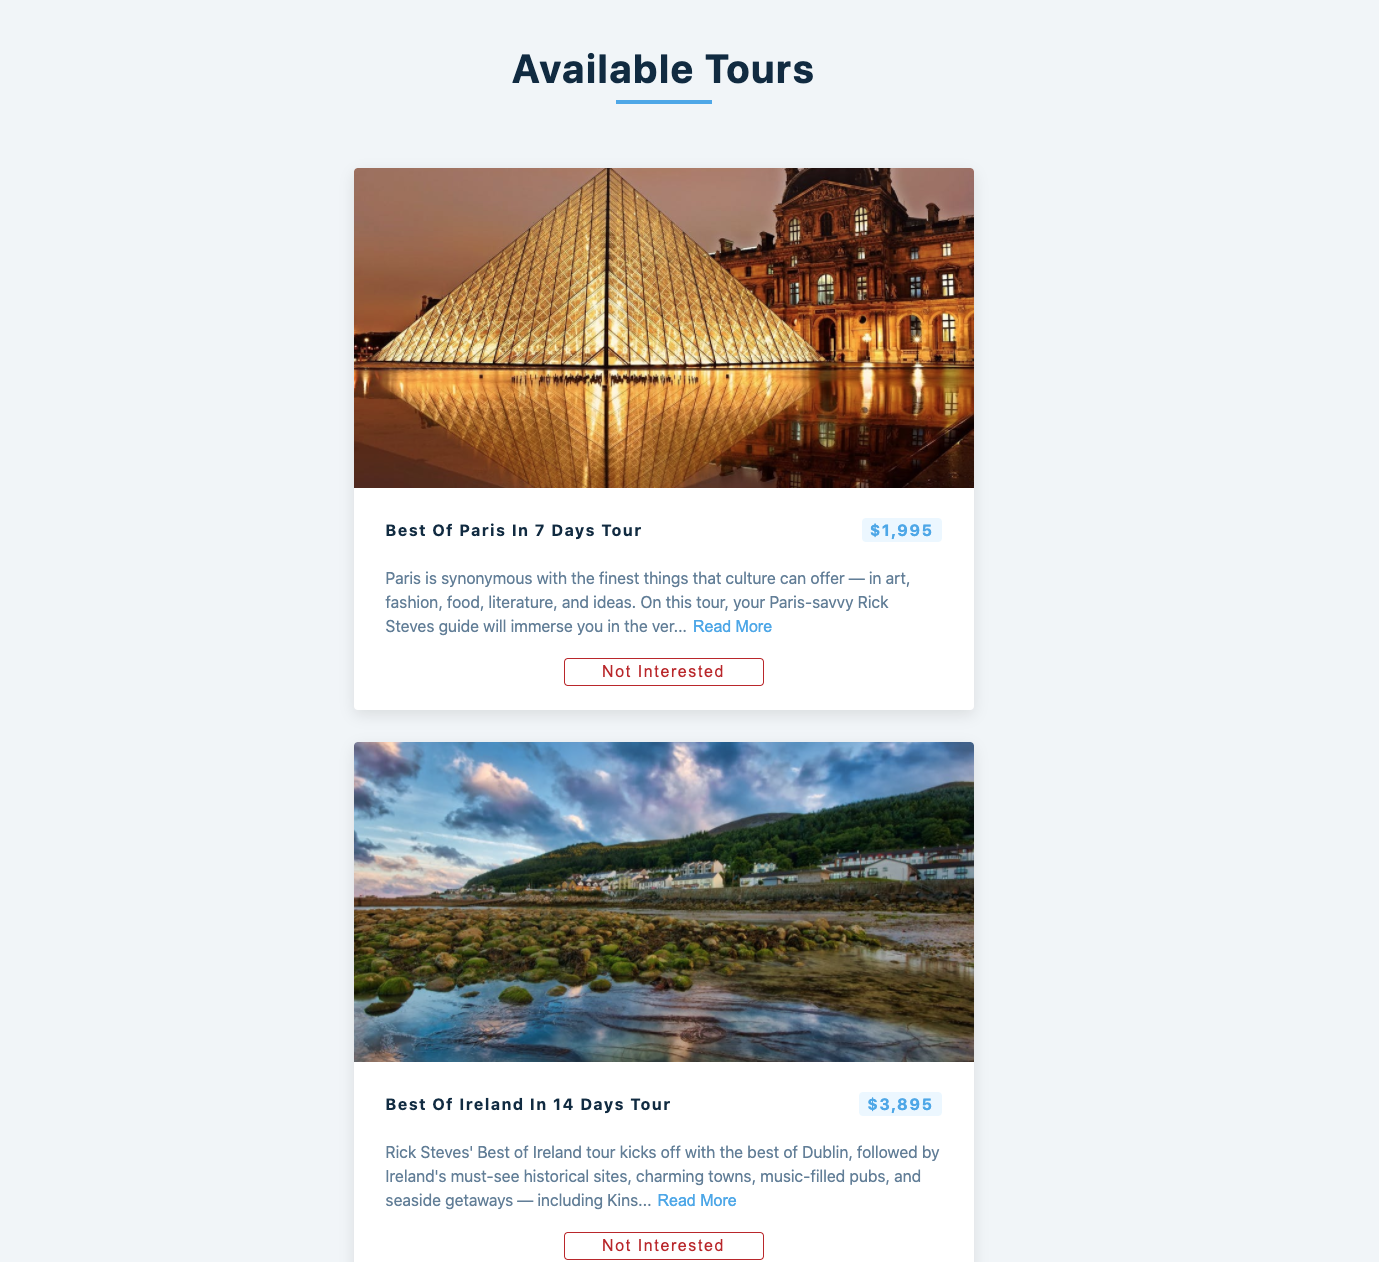 Available Tours
Best Of Paris In 7 Days Tour
$1,995
Paris is synonymous with the finest things that culture can offer — in art,
fashion, food, literature, and ideas. On this tour, your Paris-savvy Rick
Steves guide will immerse you in the ver... Read More
Not Interested
Best Of Ireland In 14 Days Tour
$3,895
Rick Steves' Best of Ireland tour kicks off with the best of Dublin, followed by
Ireland's must-see historical sites, charming towns, music-filled pubs, and
seaside getaways — including Kins... Read More
Not Interested